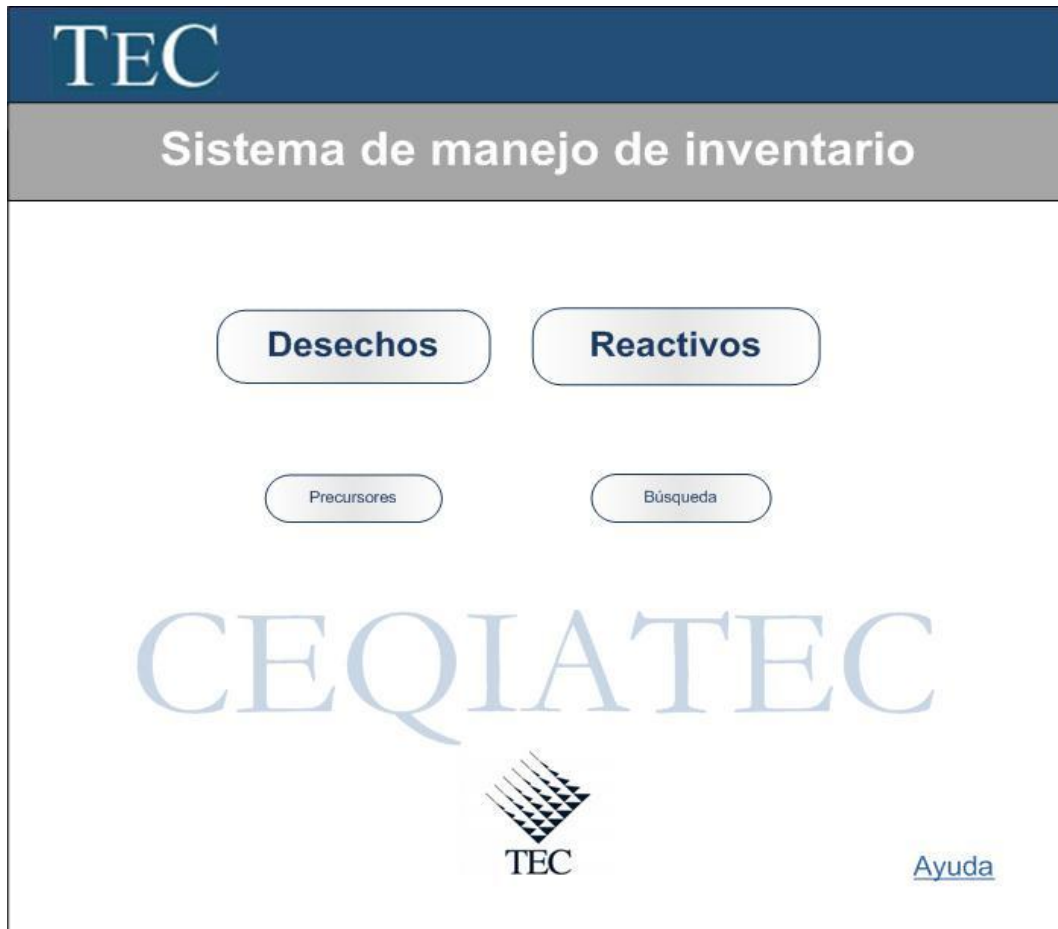 TEC
Sistema de manejo de inventario
Desechos
Reactivos
Precursores
Búsqueda
CEQIATEC
TEC
Ayuda